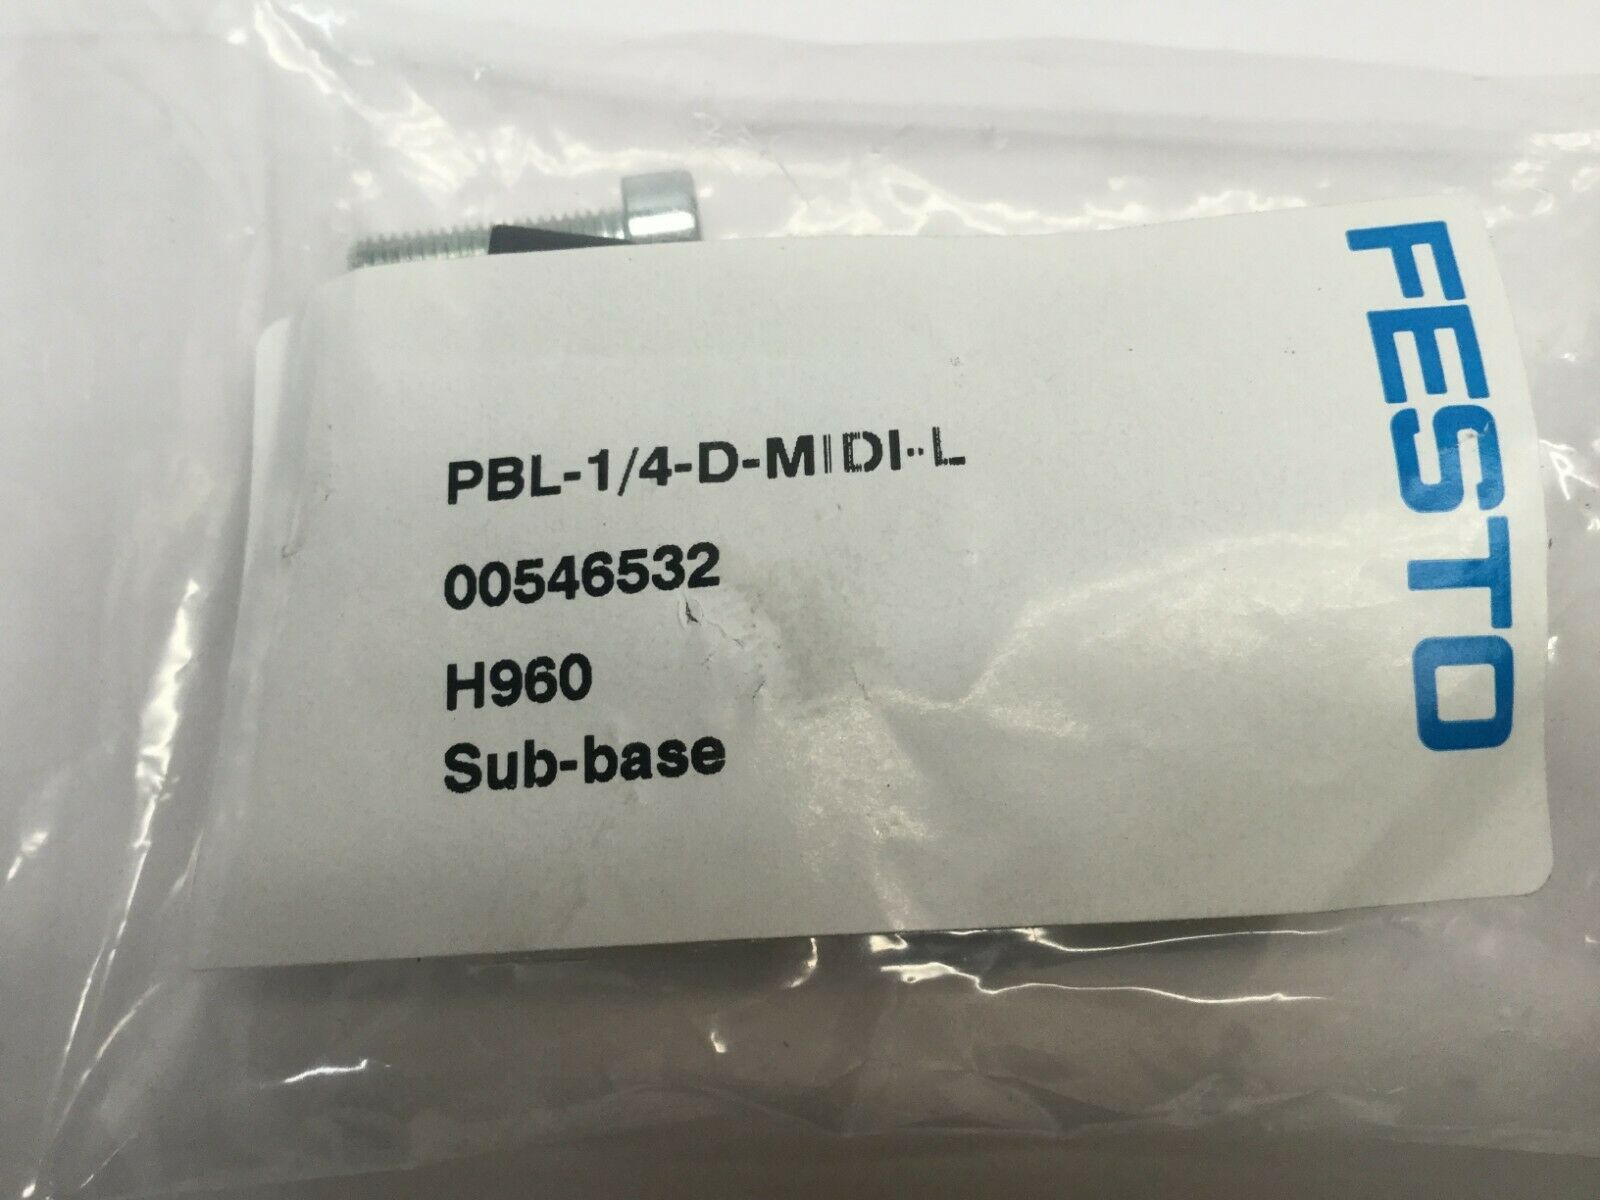 PBL-1/4-D-MIDI-L
00546532
H960
Sub-base
FESTO